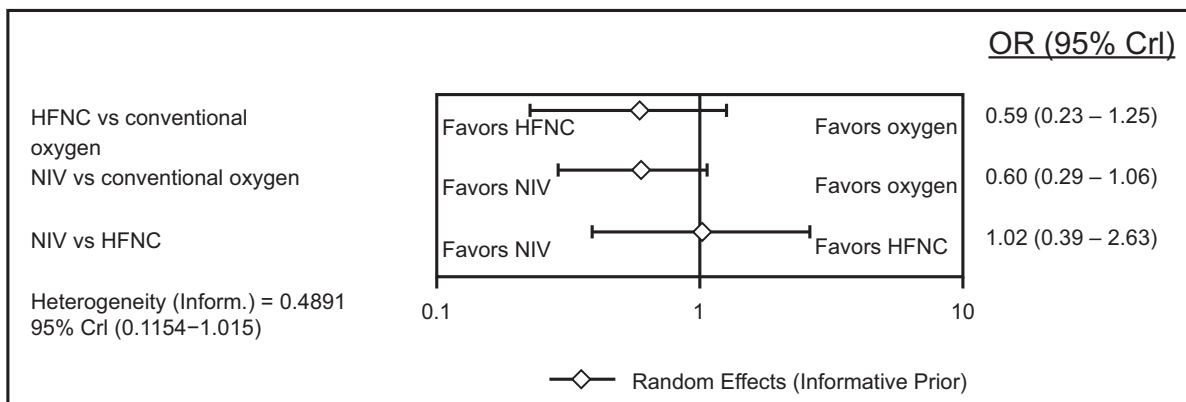 OR (95% Crl)
HFNC vs conventional
oxygen
Favors HFNC
Favors oxygen
0.59 (0.23 – 1.25)
NIV vs conventional oxygen
Favors NIV
Favors oxygen
0.60 (0.29 – 1.06)
NIV vs HFNC
Favors NIV
Favors HFNC
1.02 (0.39 – 2.63)
Heterogeneity (Inform.) = 0.4891
95% Crl (0.1154−1.015)
0.1
1
10
Random Effects (Informative Prior)